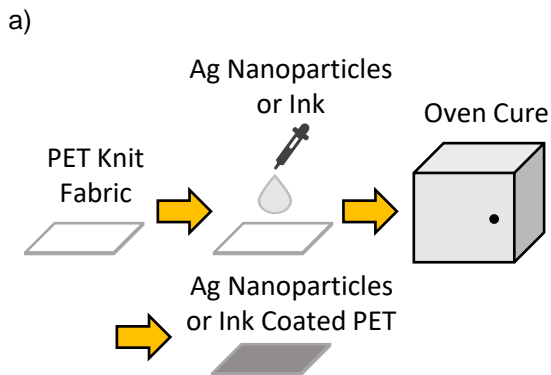 a)
PET Knit
Fabric
Ag Nanoparticles
or Ink
Oven Cure
Ag Nanoparticles
or Ink Coated PET